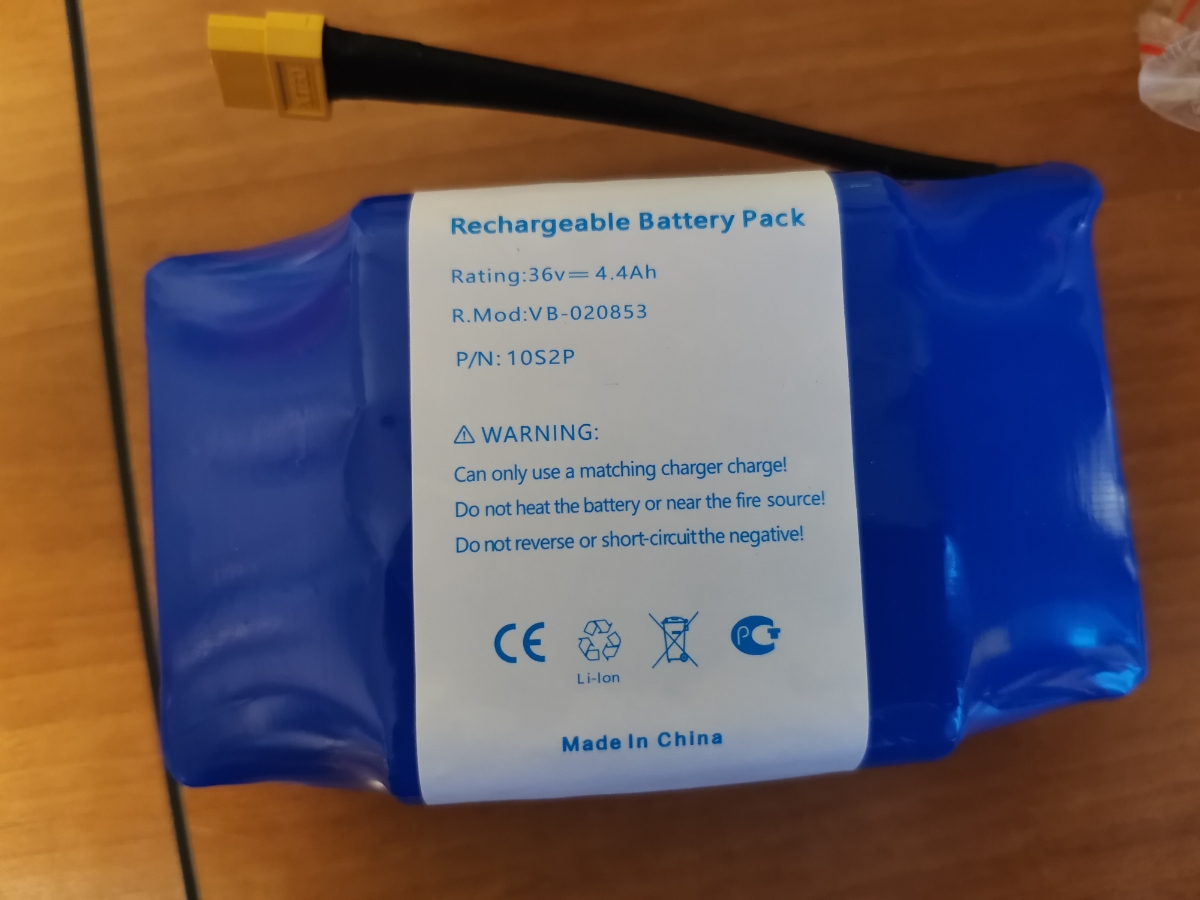 Rechargeable Battery Pack
Rating:36v⎓4.4Ah
R.Mod:VB-020853
P/N: 10S2P
⚠ WARNING:
Can only use a matching charger charge!
Do not heat the battery or near the fire source!
Do not reverse or short-circuit the negative!
CE
Li-Ion
Made In China